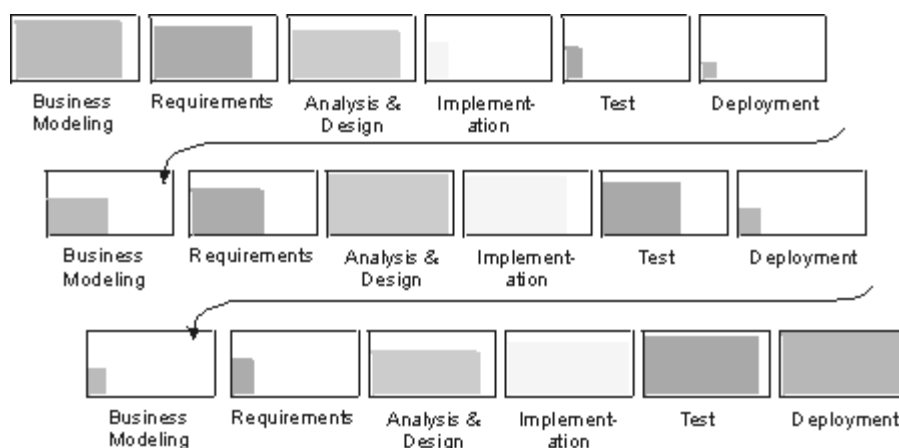 Business
Modeling
Requirements
Analysis &
Design
Implement-
ation
Test
Deployment
Business
Modeling
Requirements
Analysis &
Design
Implement-
ation
Test
Deployment
Business
Modeling
Requirements
Analysis &
Design
Implement-
ation
Test
Deployment